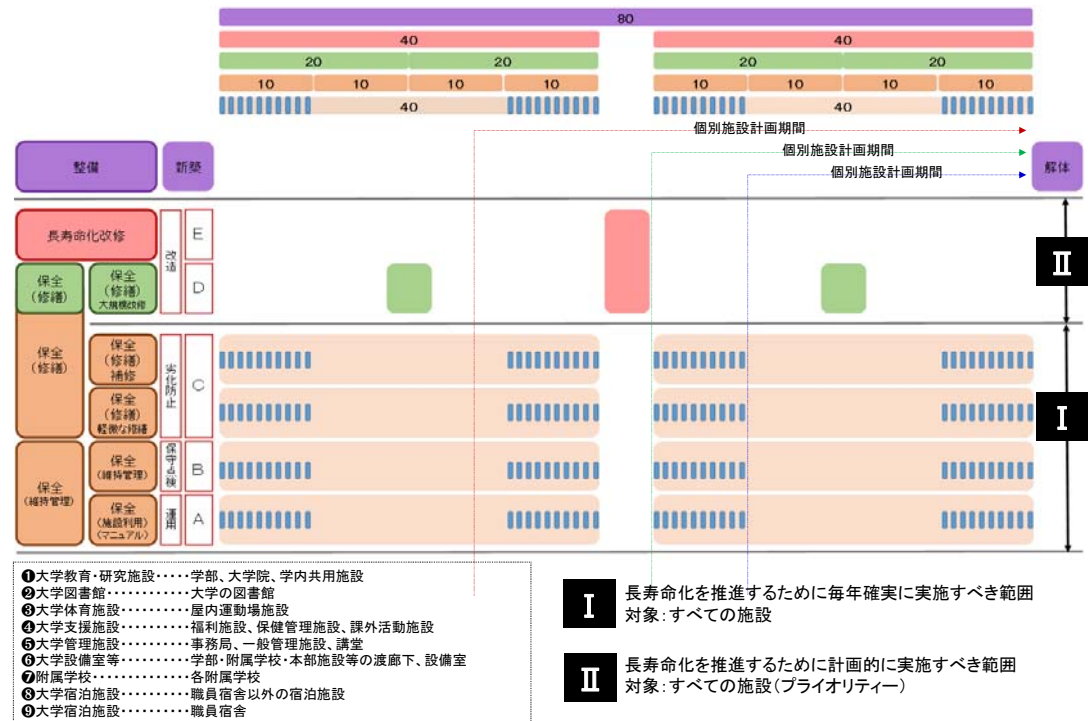 80
40 40
20 20 20 20
10 10 10 10 10 10 10 10
40 40
個別施設計画期間
個別施設計画期間
個別施設計画期間
整備 新築 解体
長寿命化改修 改造 E
保全
(修繕)
保全
(修繕)
大規模改修
D
II
保全
(修繕)
保全
(修繕)
補修
劣化防止 C
保全
(修繕)
軽微な修繕
I
保全
(維持管理)
保全
(維持管理)
保守点検 B
保全
(施設利用)
(マニュアル)
運用 A
❶大学教育・研究施設・・・・・学部、大学院、学内共用施設
❷大学図書館・・・・・・・・・・・・大学の図書館
❸大学体育施設・・・・・・・・・・屋内運動場施設
❹大学支援施設・・・・・・・・・・福利施設、保健管理施設、課外活動施設
❺大学管理施設・・・・・・・・・・事務局、一般管理施設、講堂
❻大学設備室等・・・・・・・・・・学部・附属学校・本部施設等の渡廊下、設備室
❼附属学校・・・・・・・・・・・・・・各附属学校
❽大学宿泊施設・・・・・・・・・・職員宿舎以外の宿泊施設
❾大学宿泊施設・・・・・・・・・・職員宿舎
I 長寿命化を推進するために毎年確実に実施すべき範囲
対象：すべての施設
II 長寿命化を推進するために計画的に実施すべき範囲
対象：すべての施設(プライオリティー)